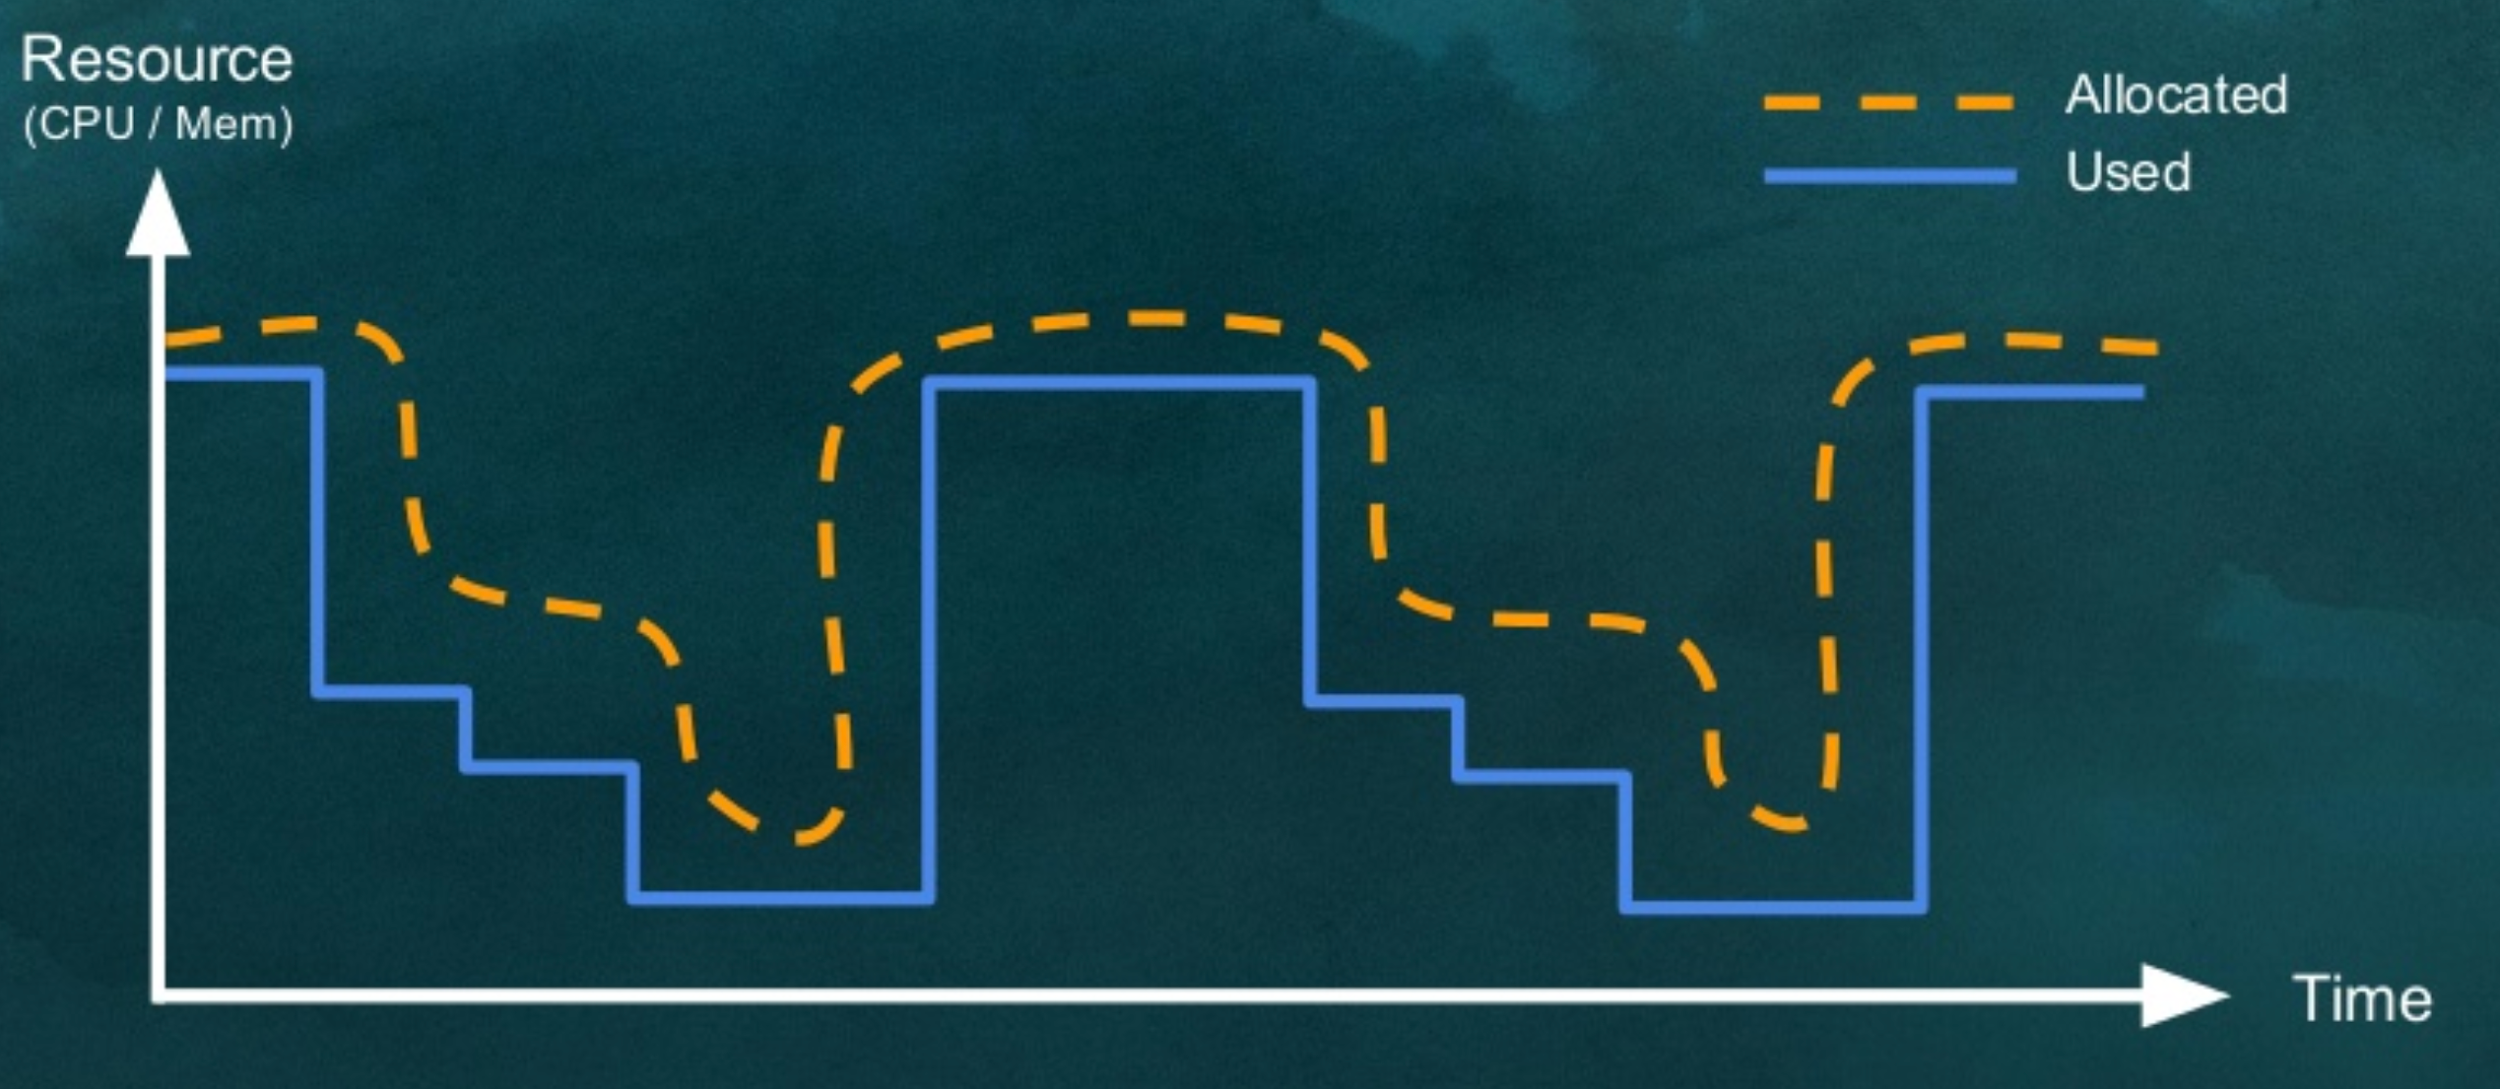 Resource
(CPU / Mem)
Allocated
Used
Time